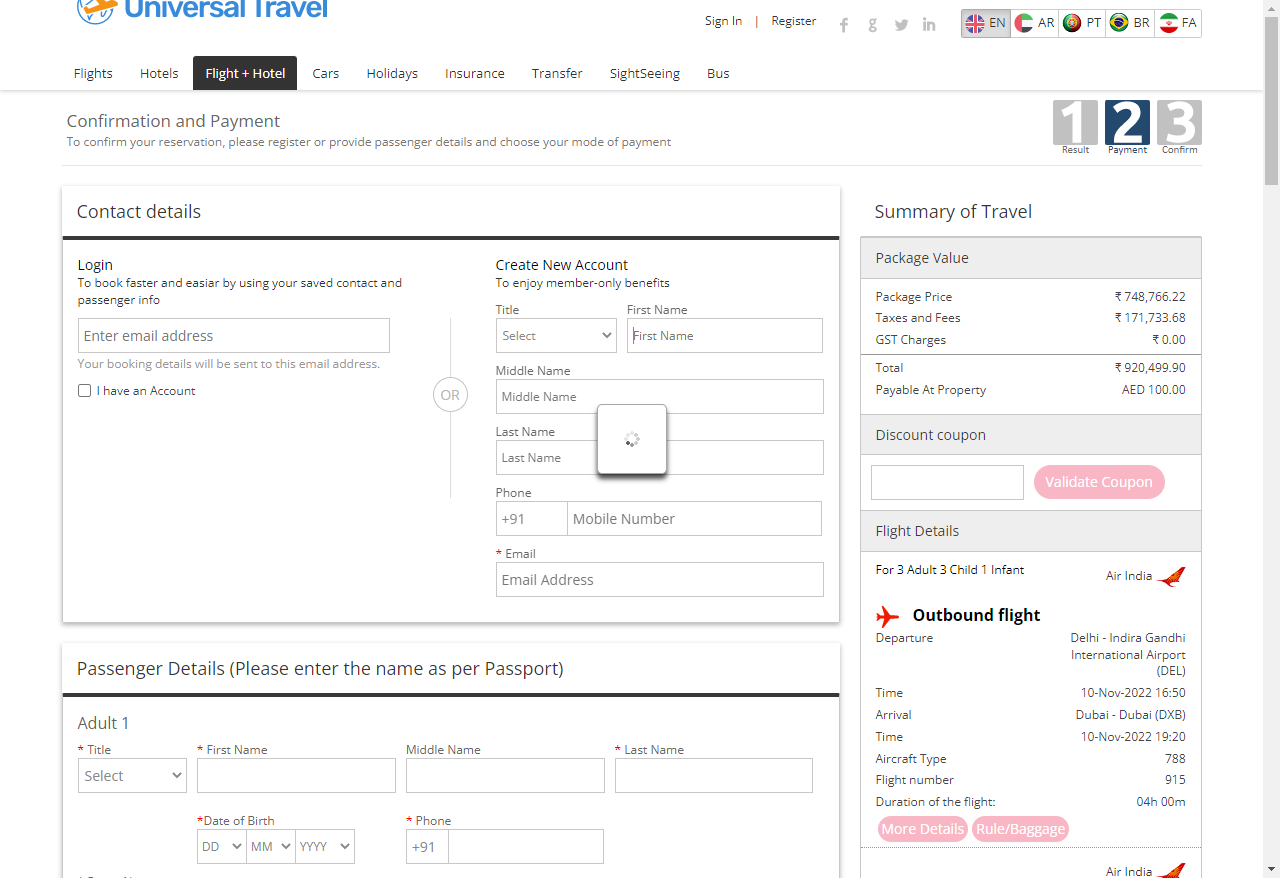 Universal Travel
Sign In | Register
EN AR PT BR FA
Flights Hotels Flight + Hotel Cars Holidays Insurance Transfer SightSeeing Bus
Confirmation and Payment
To confirm your reservation, please register or provide passenger details and choose your mode of payment
1 2 3
Result Payment Confirm
Contact details
Login
To book faster and easiar by using your saved contact and
passenger info
Enter email address
Your booking details will be sent to this email address.
I have an Account
OR
Create New Account
To enjoy member-only benefits
Title First Name
Select First Name
Middle Name
Middle Name
Last Name
Last Name
Phone
+91 Mobile Number
* Email
Email Address
Passenger Details (Please enter the name as per Passport)
Adult 1
* Title * First Name Middle Name * Last Name
Select
*Date of Birth * Phone
DD MM YYYY +91
Summary of Travel
Package Value
Package Price ₹ 748,766.22
Taxes and Fees ₹ 171,733.68
GST Charges ₹ 0.00
Total ₹ 920,499.90
Payable At Property AED 100.00
Discount coupon
Validate Coupon
Flight Details
For 3 Adult 3 Child 1 Infant Air India
Outbound flight
Departure Delhi - Indira Gandhi
International Airport
(DEL)
Time 10-Nov-2022 16:50
Arrival Dubai - Dubai (DXB)
Time 10-Nov-2022 19:20
Aircraft Type 788
Flight number 915
Duration of the flight: 04h 00m
More Details Rule/Baggage
Air India